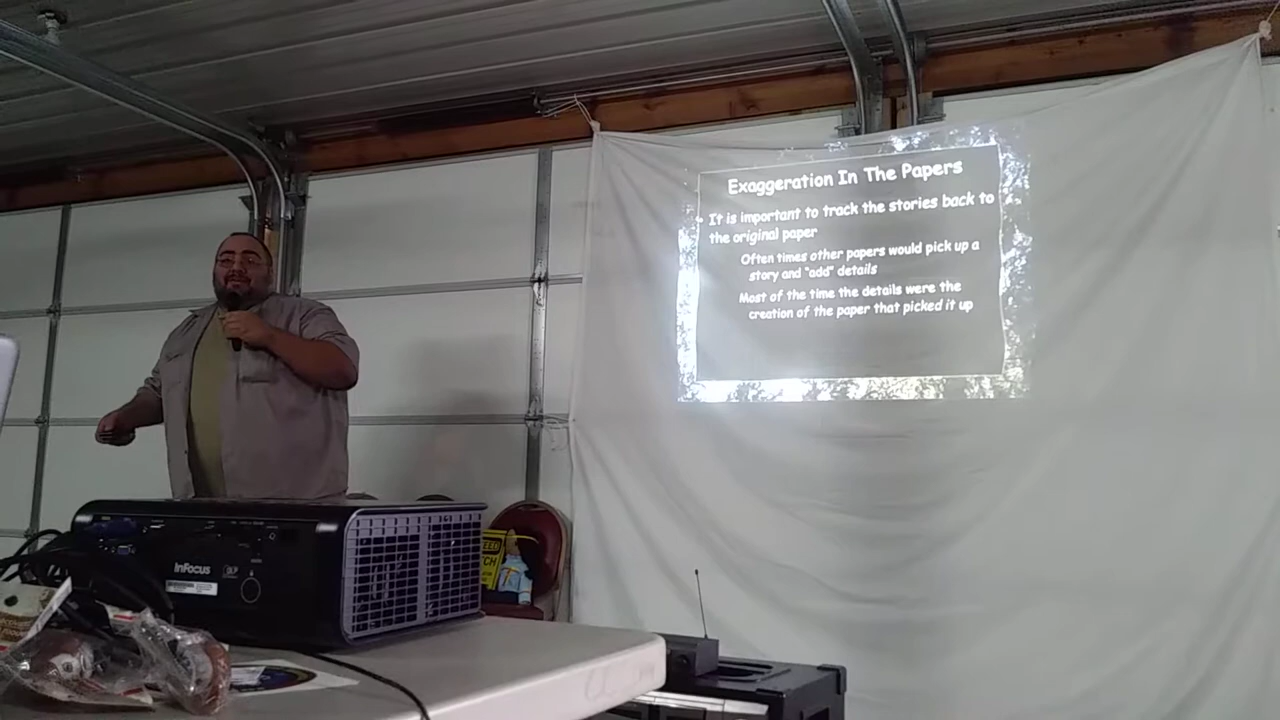 Exaggeration In The Papers
It is important to track the stories back to
the original paper
Often times other papers would pick up a
story and "add" details
Most of the time the details were the
creation of the paper that picked it up
InFocus
DLP